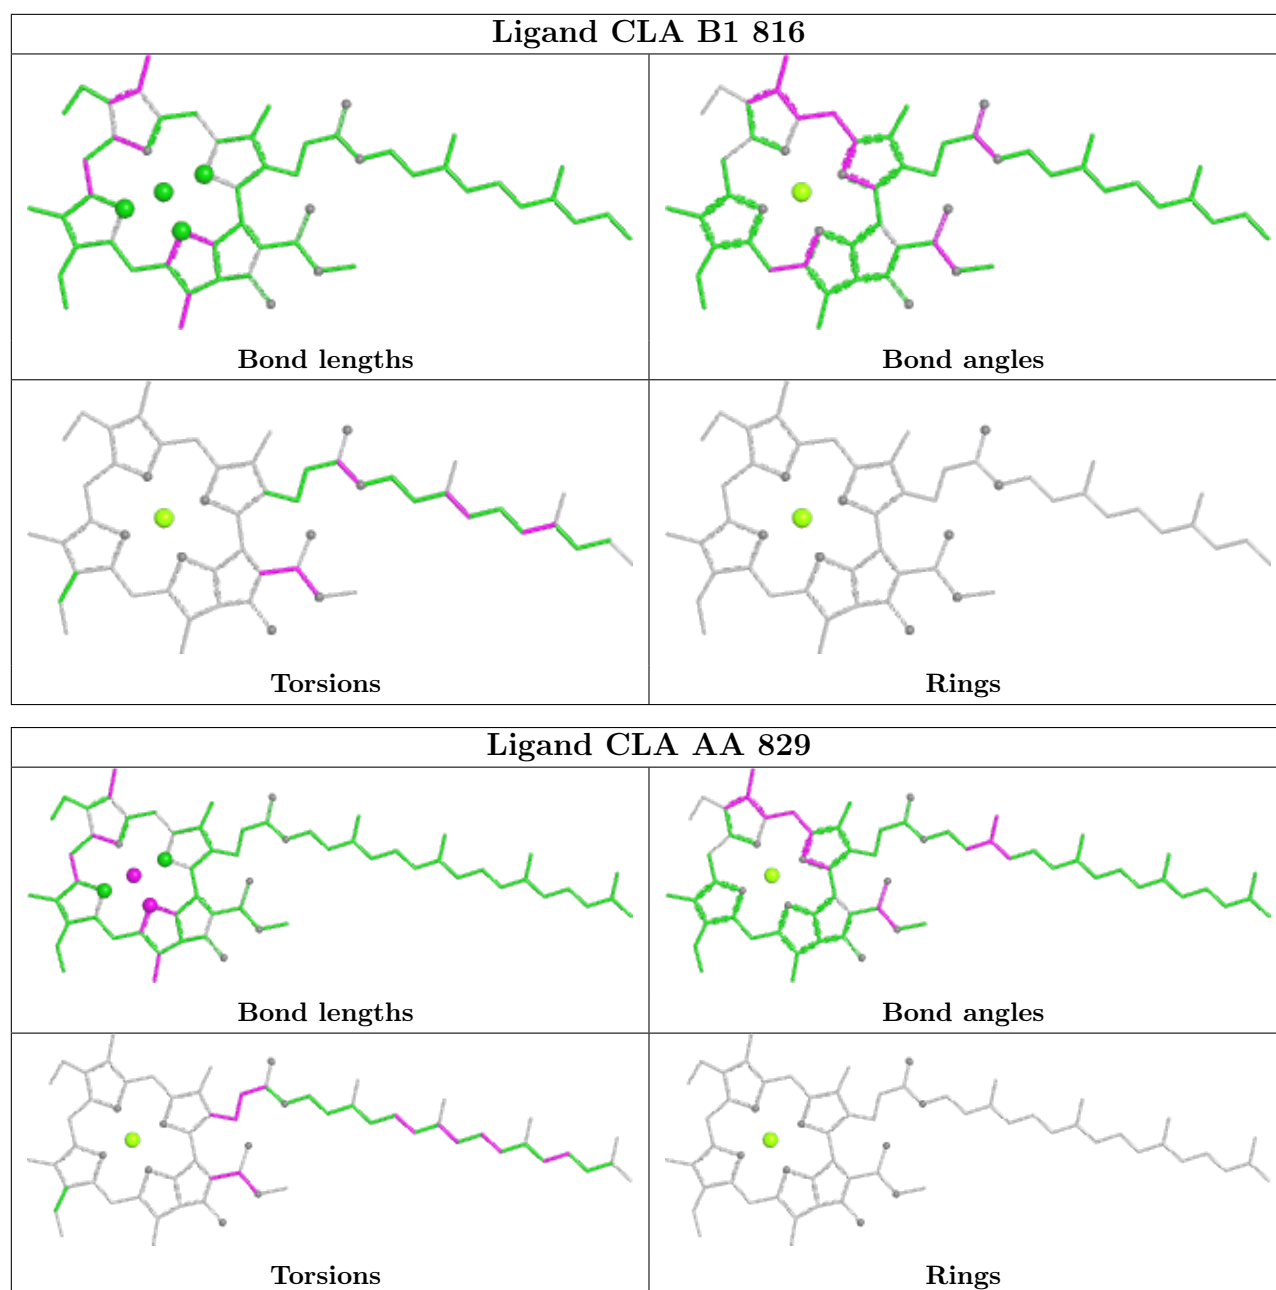 Ligand CLA B1 816
Bond lengths
Bond angles
Torsions
Rings
Ligand CLA AA 829
Bond lengths
Bond angles
Torsions
Rings